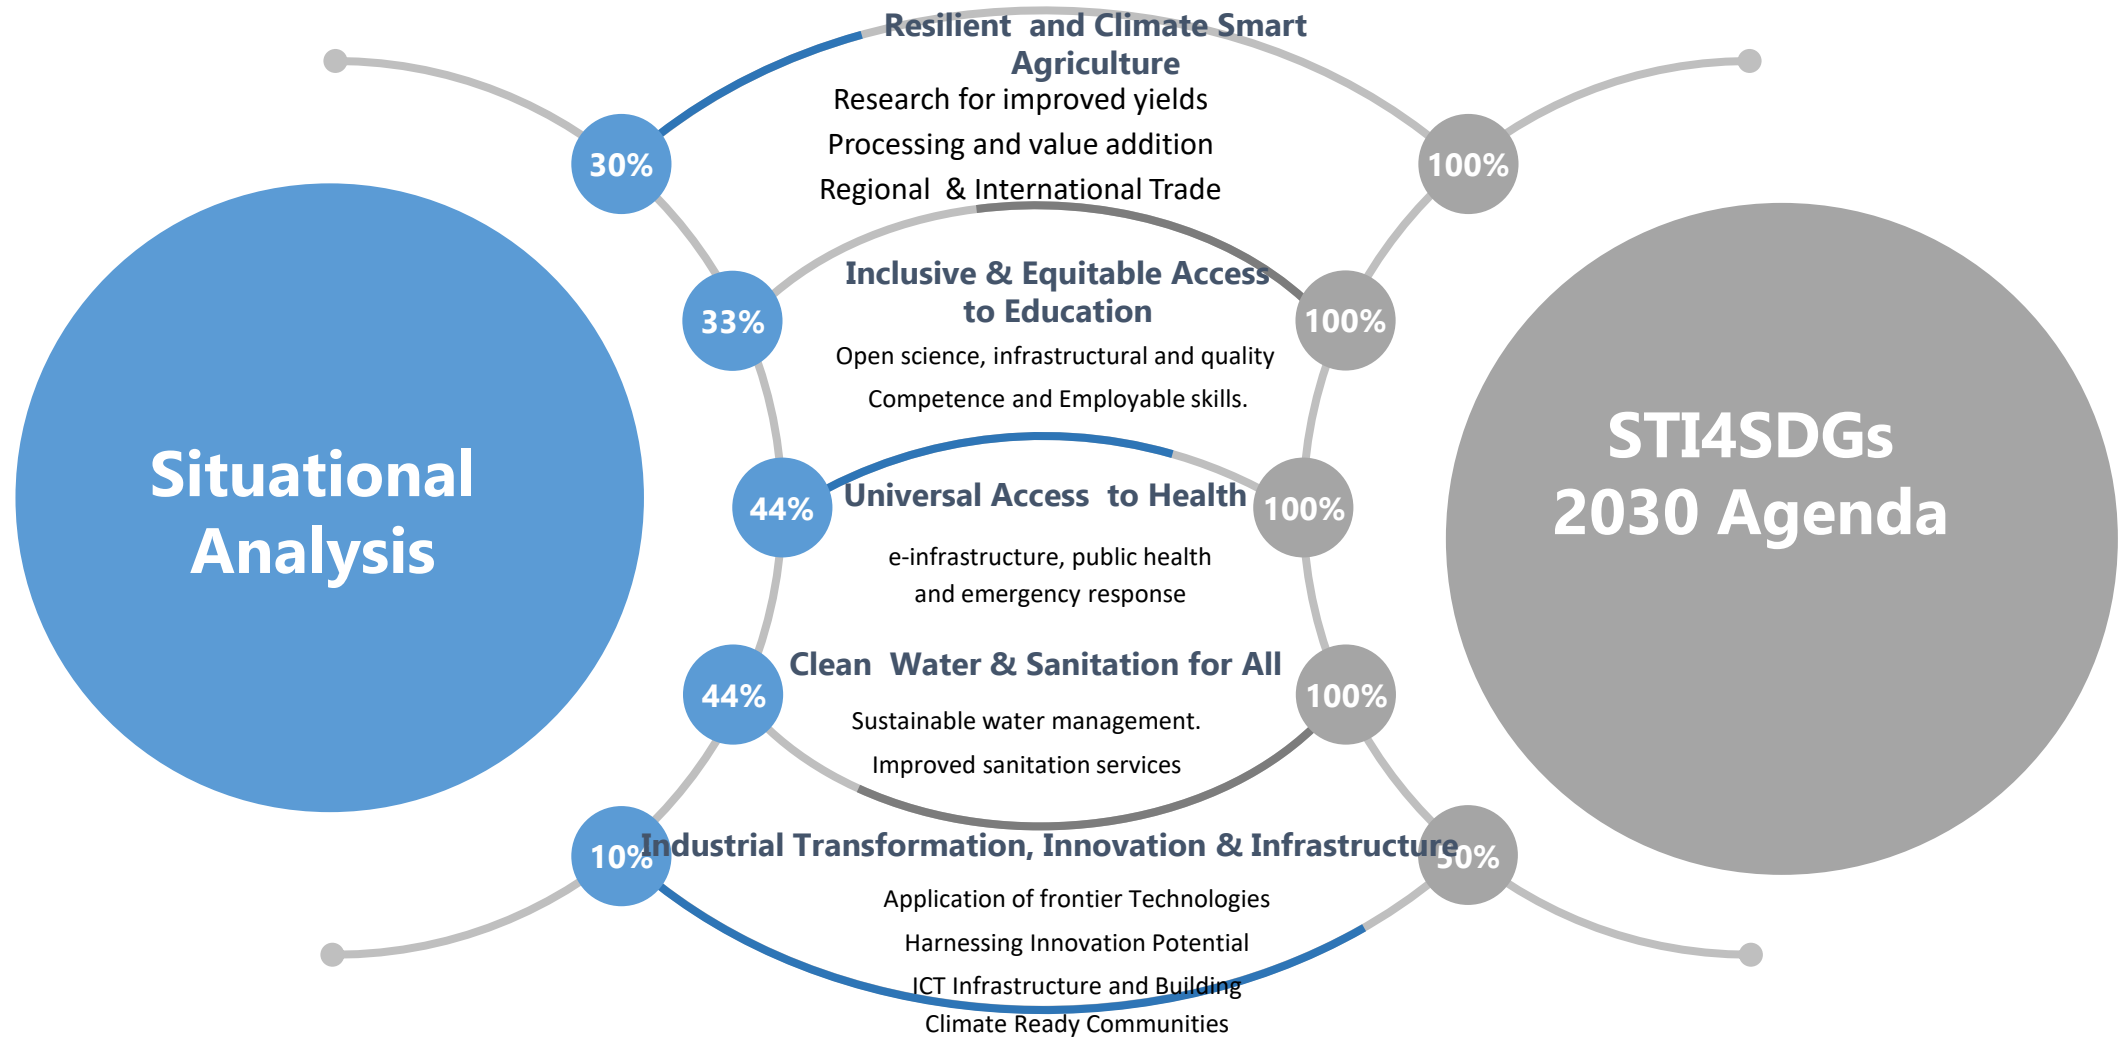 Resilient and Climate Smart
Agriculture
Research for improved yields
Processing and value addition
Regional & International Trade
30%
100%
Inclusive & Equitable Access
to Education
Open science, infrastructural and quality
Competence and Employable skills.
33%
100%
Situational
Analysis
STI4SDGs
2030 Agenda
Universal Access to Health
44%
100%
e-infrastructure, public health
and emergency response
Clean Water & Sanitation for All
44%
100%
Sustainable water management.
Improved sanitation services
Industrial Transformation, Innovation & Infrastructure
10%
50%
Application of frontier Technologies
Harnessing Innovation Potential
ICT Infrastructure and Building
Climate Ready Communities